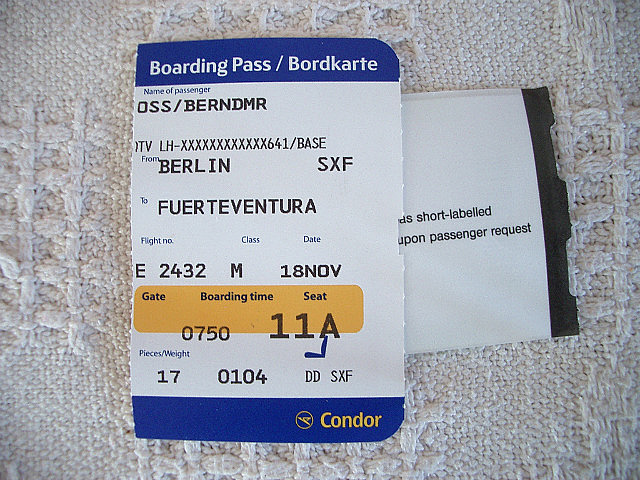 Boarding Pass / Bordkarte
Name of passenger
OSS/BERNDMR
TV LH-XXXXXXXXXXXX641/BASE
From BERLIN SXF
To FUERTEVENTURA
Flight no. Class Date
E 2432 M 18NOV
Gate Boarding time Seat
0750 11A
Pieces/Weight
17 0104 DD SXF
Condor
as short-labelled
upon passenger request